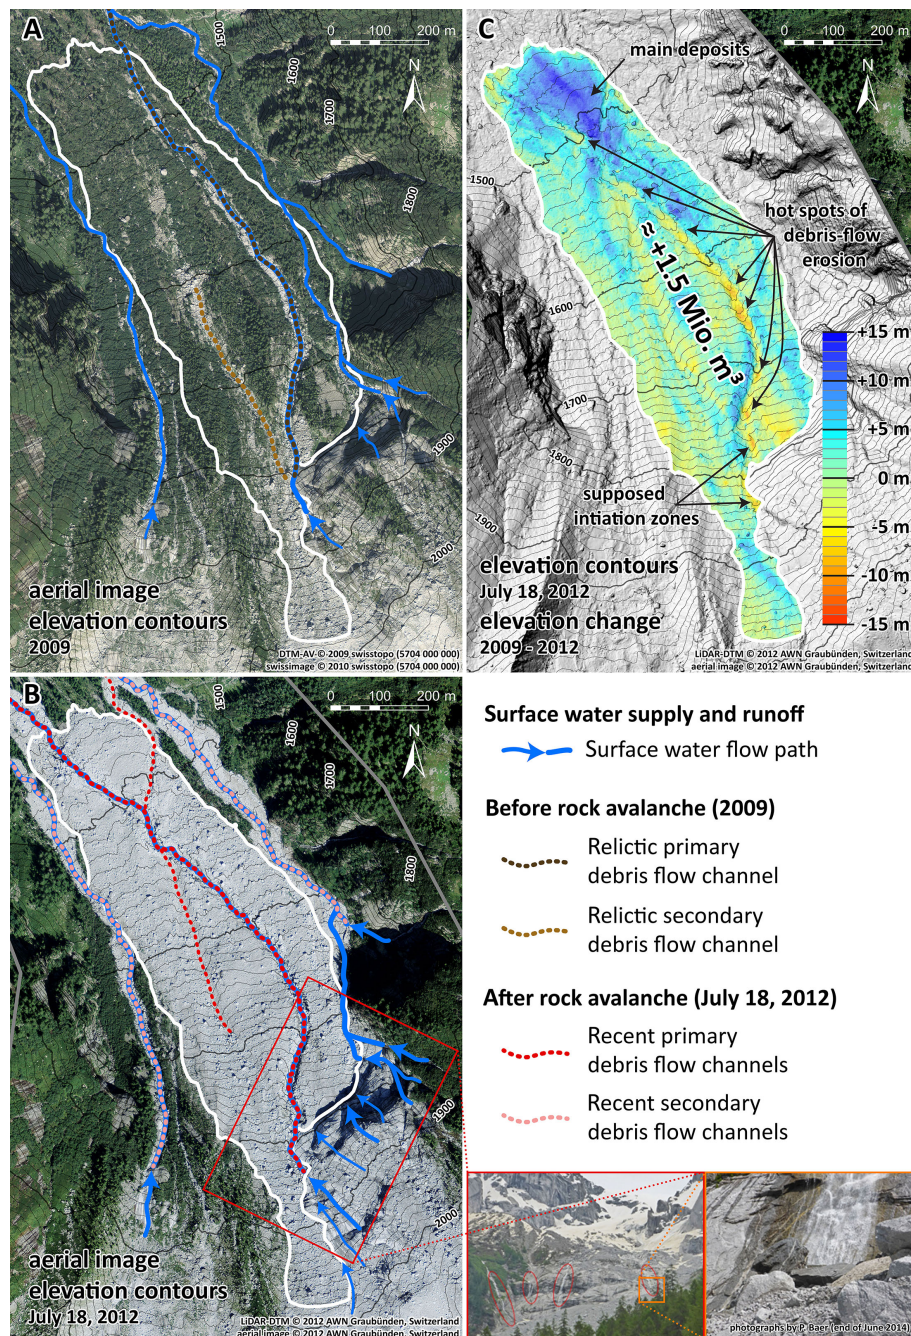 A
0 100 200 m
N
1500
1600
1700
1800
1900
2000
aerial image
elevation contours
2009
DTM-AV © 2009 swisstopo (5704 000 000)
swissimage © 2010 swisstopo (5704 000 000)
C
0 100 200 m
N
main deposits
1500
hot spots of
debris-flow
erosion
≈ +1.5 Mio. m³
1600
1700
1800
1900
supposed
intiation zones
+15 m
+10 m
+5 m
0 m
-5 m
-10 m
-15 m
elevation contours
July 18, 2012
elevation change
2009 - 2012
LiDAR-DTM © 2012 AWN Graubünden, Switzerland
aerial image © 2012 AWN Graubünden, Switzerland
B
0 100 200 m
N
1500
1600
1700
1800
1900
2000
aerial image
elevation contours
July 18, 2012
LiDAR-DTM © 2012 AWN Graubünden, Switzerland
aerial image © 2012 AWN Graubünden, Switzerland
Surface water supply and runoff
Surface water flow path
Before rock avalanche (2009)
Relictic primary
debris flow channel
Relictic secondary
debris flow channel
After rock avalanche (July 18, 2012)
Recent primary
debris flow channels
Recent secondary
debris flow channels
photographs by P. Baer (end of June 2014)